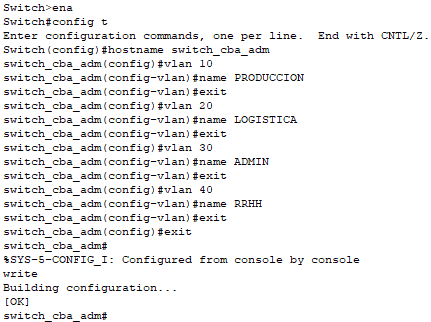 Switch>ena
Switch#config t
Enter configuration commands, one per line.  End with CNTL/Z.
Switch(config)#hostname switch_cba_adm
switch_cba_adm(config)#vlan 10
switch_cba_adm(config-vlan)#name PRODUCCION
switch_cba_adm(config-vlan)#exit
switch_cba_adm(config)#vlan 20
switch_cba_adm(config-vlan)#name LOGISTICA
switch_cba_adm(config-vlan)#exit
switch_cba_adm(config)#vlan 30
switch_cba_adm(config-vlan)#name ADMIN
switch_cba_adm(config-vlan)#exit
switch_cba_adm(config)#vlan 40
switch_cba_adm(config-vlan)#name RRHH
switch_cba_adm(config-vlan)#exit
switch_cba_adm(config)#exit
switch_cba_adm#
%SYS-5-CONFIG_I: Configured from console by console
write
Building configuration...
[OK]
switch_cba_adm#